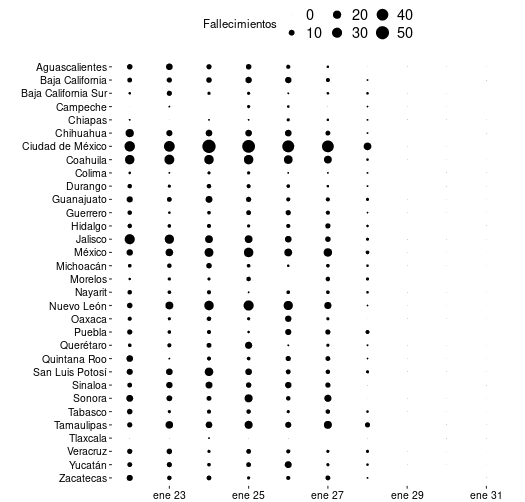 Fallecimientos
0 20 40
10 30 50
Aguascalientes
Baja California
Baja California Sur
Campeche
Chiapas
Chihuahua
Ciudad de México
Coahuila
Colima
Durango
Guanajuato
Guerrero
Hidalgo
Jalisco
México
Michoacán
Morelos
Nayarit
Nuevo León
Oaxaca
Puebla
Querétaro
Quintana Roo
San Luis Potosí
Sinaloa
Sonora
Tabasco
Tamaulipas
Tlaxcala
Veracruz
Yucatán
Zacatecas
ene 23 ene 25 ene 27 ene 29 ene 31